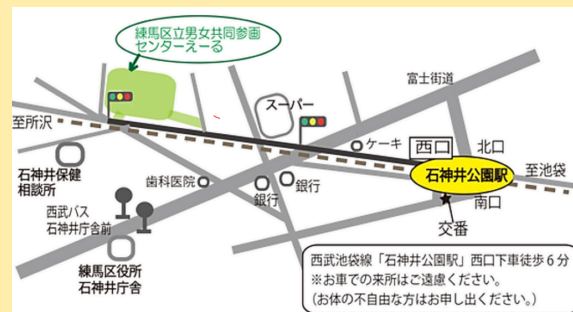 練馬区立男女共同参画
センターえーる
富士街道
スーパー
至所沢
ケーキ
西口
北口
石神井公園駅
至池袋
石神井保健
相談所
歯科医院
銀行
銀行
南口
交番
西武バス
石神井庁舎前
練馬区役所
石神井庁舎
西武池袋線「石神井公園駅」西口下車徒歩6分
※お車での来所はご遠慮ください。
(お体の不自由な方はお申し出ください。)